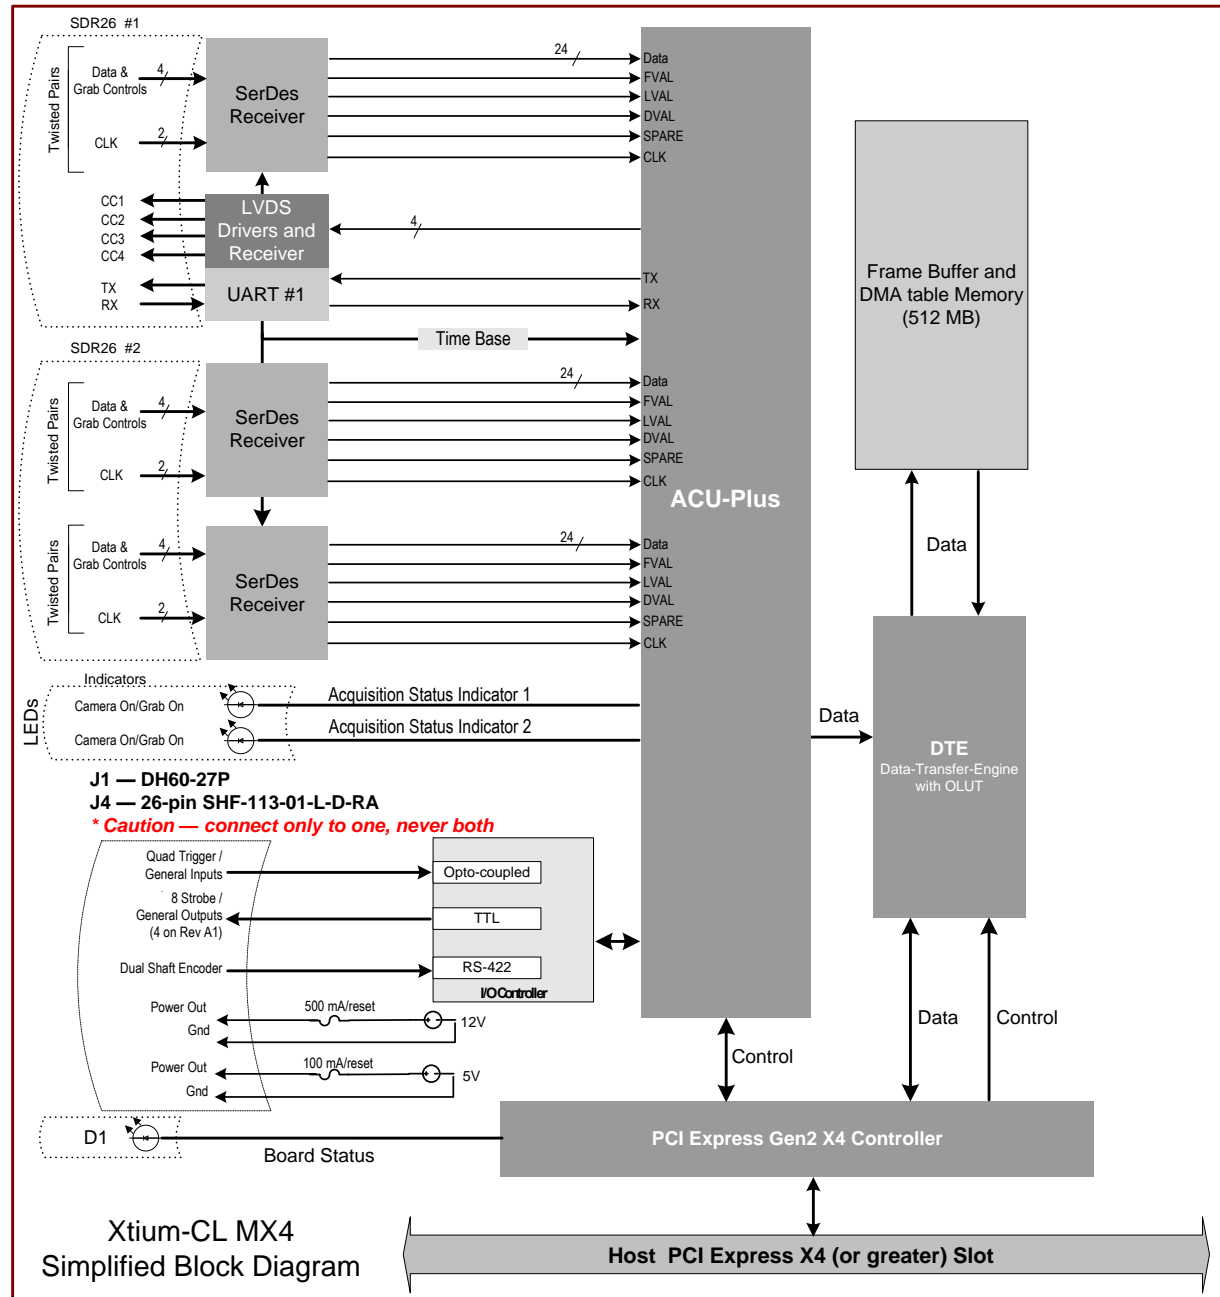 SDR26 #1
Twisted Pairs
Data &
Grab Controls
4
CLK
2
SerDes
Receiver
24
Data
FVAL
LVAL
DVAL
SPARE
CLK
CC1
CC2
CC3
CC4
LVDS
Drivers and
Receiver
4
TX
RX
UART #1
TX
RX
Time Base
SDR26 #2
Twisted Pairs
Data &
Grab Controls
4
CLK
2
SerDes
Receiver
24
Data
FVAL
LVAL
DVAL
SPARE
CLK
Twisted Pairs
Data &
Grab Controls
4
CLK
2
SerDes
Receiver
24
Data
FVAL
LVAL
DVAL
SPARE
CLK
ACU-Plus
Frame Buffer and
DMA table Memory
(512 MB)
Data
Data
DTE
Data-Transfer-Engine
with OLUT
LEDs
Indicators
Camera On/Grab On
Acquisition Status Indicator 1
Camera On/Grab On
Acquisition Status Indicator 2
J1 — DH60-27P
J4 — 26-pin SHF-113-01-L-D-RA
* Caution — connect only to one, never both
Quad Trigger /
General Inputs
Opto-coupled
8 Strobe /
General Outputs
(4 on Rev A1)
TTL
Dual Shaft Encoder
RS-422
I/O Controller
Power Out
500 mA/reset
Gnd
12V
Power Out
100 mA/reset
Gnd
5V
Control
Data
Control
D1
Board Status
PCI Express Gen2 X4 Controller
Xtium-CL MX4
Simplified Block Diagram
Host PCI Express X4 (or greater) Slot